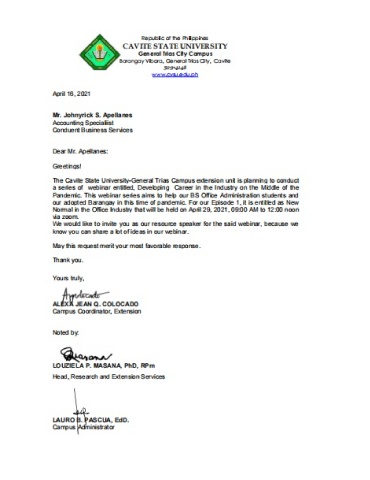 Republic of the Philippines
CAVITE STATE UNIVERSITY
General Trias City Campus
Barangay Vibora, General Trias City, Cavite
www.cvsu.edu.ph
April 16, 2021
Mr. Johnyrick S. Apellanes
Accounting Specialist
Conduent Business Services
Dear Mr. Apellanes:
Greetings!
The Cavite State University-General Trias Campus extension unit is planning to conduct
a series of webinar entitled, Developing Career in the Industry on the Middle of the
Pandemic. This webinar series aims to help our BS Office Administration students and
our adopted Barangay in this time of pandemic. For our Episode 1, it is entitled as New
Normal in the Office Industry that will be held on April 29, 2021, 09:00 AM to 12:00 noon
via zoom.
We would like to invite you as our resource speaker for the said webinar, because we
know you can share a lot of ideas in our webinar.
May this request merit your most favorable response.
Thank you.
Yours truly,
ALEXA JEAN Q. COLOCADO
Campus Coordinator, Extension
Noted by:
LOUZIELA P. MASANA, PhD, RPm
Head, Research and Extension Services
LAURO B. PASCUA, EdD.
Campus Administrator